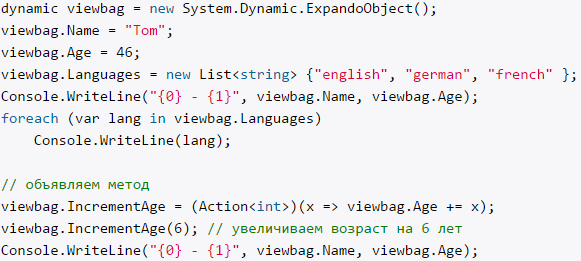 dynamic viewbag = new System.Dynamic.ExpandoObject();
viewbag.Name = "Tom";
viewbag.Age = 46;
viewbag.Languages = new List<string> {"english", "german", "french" };
Console.WriteLine("{0} - {1}", viewbag.Name, viewbag.Age);
foreach (var lang in viewbag.Languages)
    Console.WriteLine(lang);

// объявляем метод
viewbag.IncrementAge = (Action<int>)(x => viewbag.Age += x);
viewbag.IncrementAge(6); // увеличиваем возраст на 6 лет
Console.WriteLine("{0} - {1}", viewbag.Name, viewbag.Age);